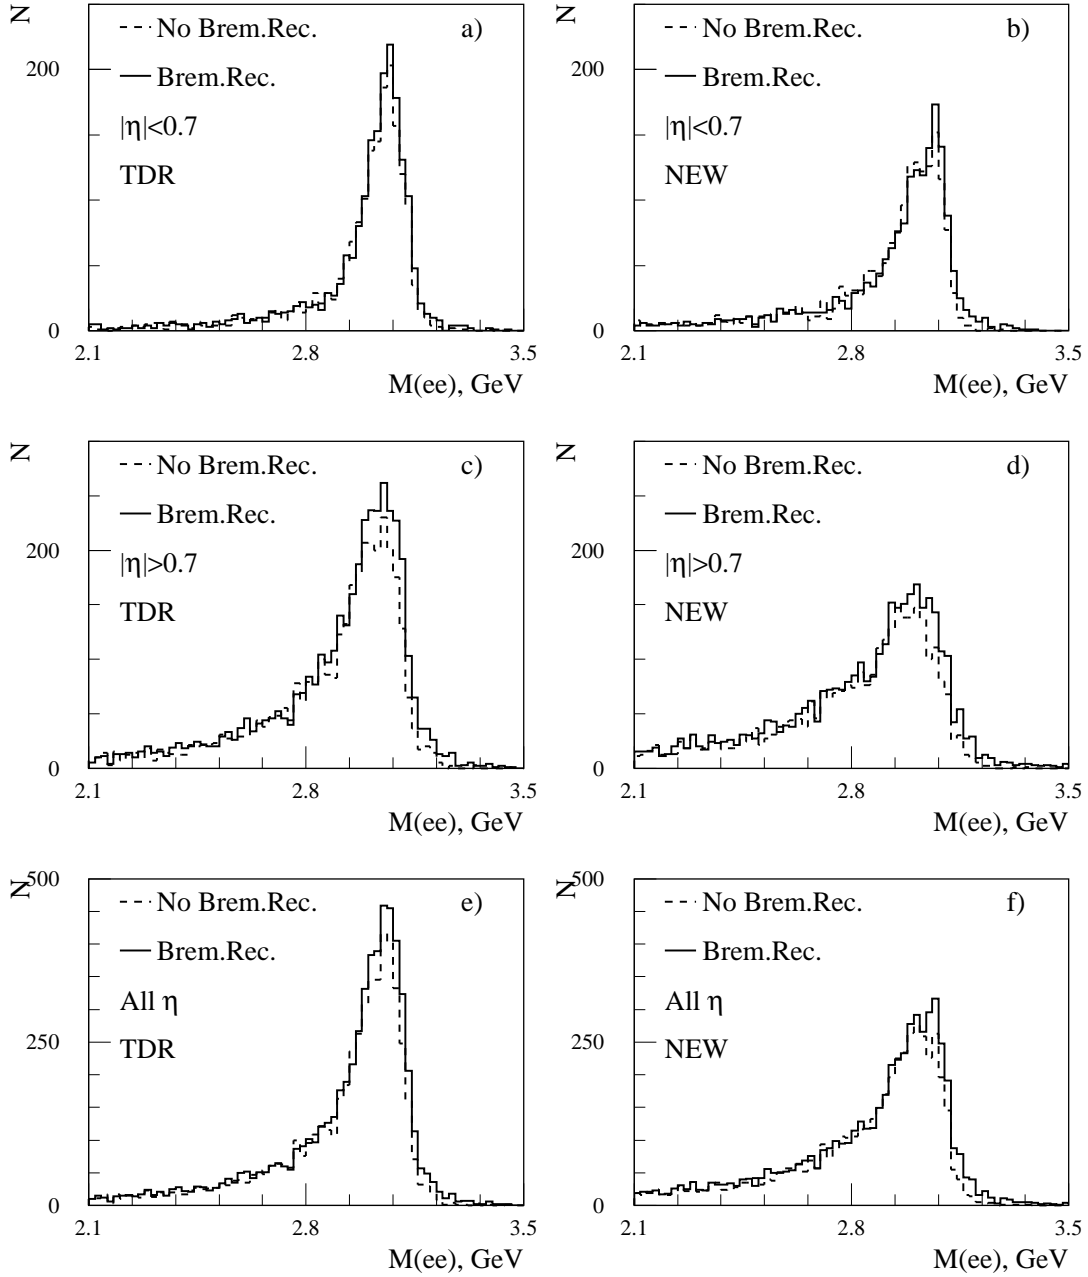 N
No Brem.Rec.
a)
200
Brem.Rec.
|η|<0.7
TDR
0
2.1
2.8
3.5
M(ee), GeV
N
No Brem.Rec.
b)
200
Brem.Rec.
|η|<0.7
NEW
0
2.1
2.8
3.5
M(ee), GeV
N
No Brem.Rec.
c)
Brem.Rec.
200
|η|>0.7
TDR
0
2.1
2.8
3.5
M(ee), GeV
N
No Brem.Rec.
d)
Brem.Rec.
200
|η|>0.7
NEW
0
2.1
2.8
3.5
M(ee), GeV
N
500
No Brem.Rec.
e)
Brem.Rec.
All η
250
TDR
0
2.1
2.8
3.5
M(ee), GeV
N
500
No Brem.Rec.
f)
Brem.Rec.
All η
250
NEW
0
2.1
2.8
3.5
M(ee), GeV